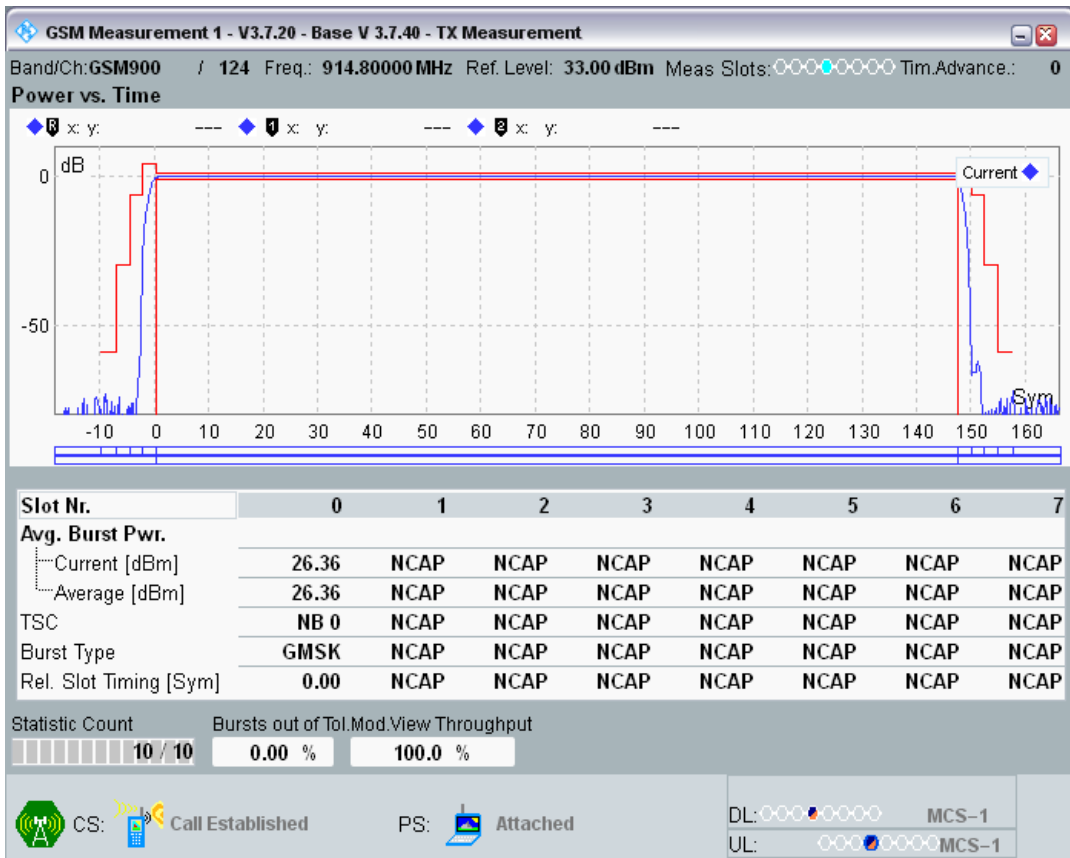 GSM Measurement 1 - V3.7.20 - Base V 3.7.40 - TX Measurement
Band/Ch:GSM900 / 124 Freq.: 914.80000 MHz Ref. Level: 33.00 dBm Meas Slots: Tim.Advance.: 0
Power vs. Time
R x: y: --- 1 x: y: --- 2 x: y: ---
dB
Current
0
-50
Sym
-10 0 10 20 30 40 50 60 70 80 90 100 110 120 130 140 150 160
Slot Nr. 0 1 2 3 4 5 6 7
Avg. Burst Pwr.
Current [dBm] 26.36 NCAP NCAP NCAP NCAP NCAP NCAP NCAP
Average [dBm] 26.36 NCAP NCAP NCAP NCAP NCAP NCAP NCAP
TSC NB 0 NCAP NCAP NCAP NCAP NCAP NCAP NCAP
Burst Type GMSK NCAP NCAP NCAP NCAP NCAP NCAP NCAP
Rel. Slot Timing [Sym] 0.00 NCAP NCAP NCAP NCAP NCAP NCAP NCAP
Statistic Count Bursts out of Tol.Mod.View Throughput
10 / 10 0.00 % 100.0 %
CS: Call Established PS: Attached
DL: MCS-1
UL: MCS-1